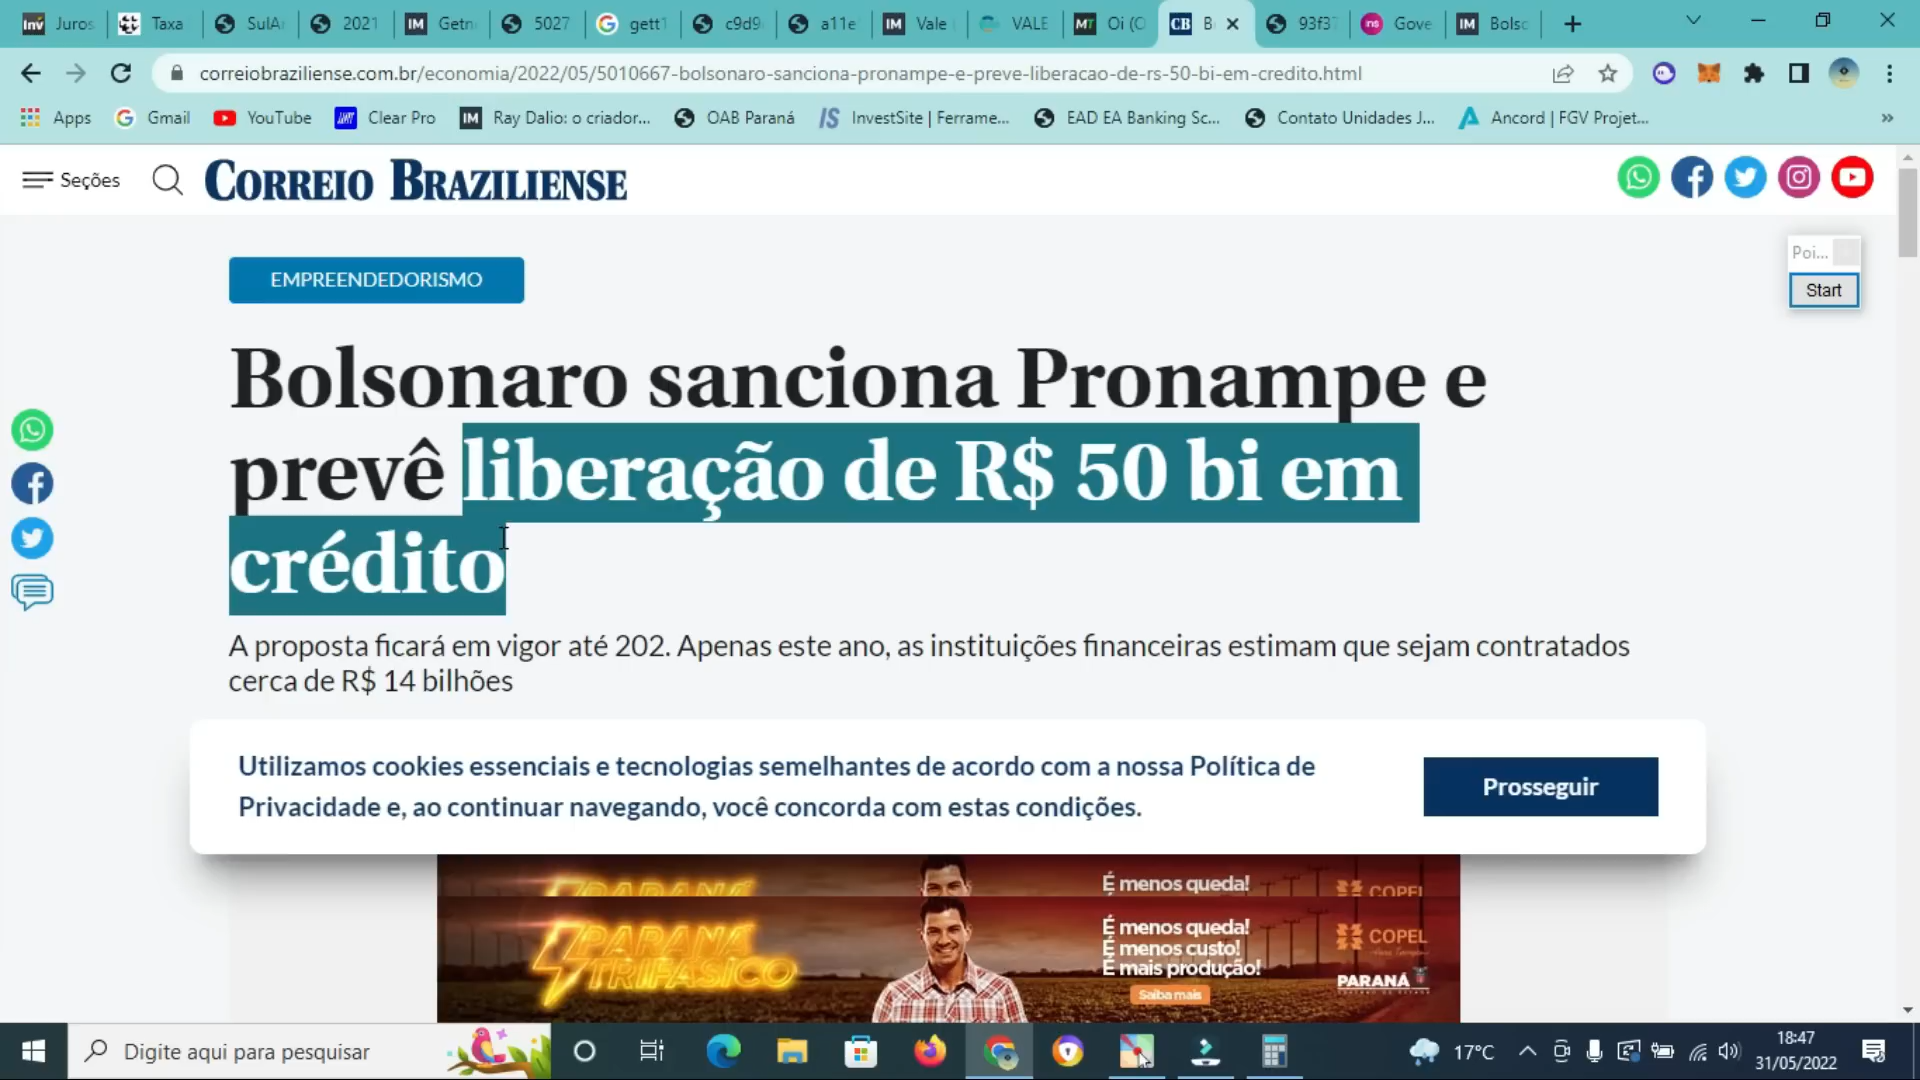 Juros
Taxa
SulA
2021
Getn
5027
gett
c9d9
a11e
Vale
VALE
Oi (O
B
93f37
Gove
Bolso
correiobraziliense.com.br/economia/2022/05/5010667-bolsonaro-sanciona-pronampe-e-preve-liberacao-de-rs-50-bi-em-credito.html
Apps
Gmail
YouTube
Clear Pro
Ray Dalio: o criador...
OAB Paraná
InvestSite | Ferrame...
EAD EA Banking Sc...
Contato Unidades J...
Ancord | FGV Projet...
»
Seções
CORREIO BRAZILIENSE
Poi...
Start
EMPREENDEDORISMO
Bolsonaro sanciona Pronampe e
prevê liberação de R$ 50 bi em
crédito
A proposta ficará em vigor até 202. Apenas este ano, as instituições financeiras estimam que sejam contratados
cerca de R$ 14 bilhões
Utilizamos cookies essenciais e tecnologias semelhantes de acordo com a nossa Política de
Privacidade e, ao continuar navegando, você concorda com estas condições.
Prosseguir
É menos queda!
PARANÁ
TRIFÁSICO
É menos queda!
É menos custo!
É mais produção!
Saiba mais
COPEL
PARANÁ
Digite aqui para pesquisar
17°C
18:47
31/05/2022